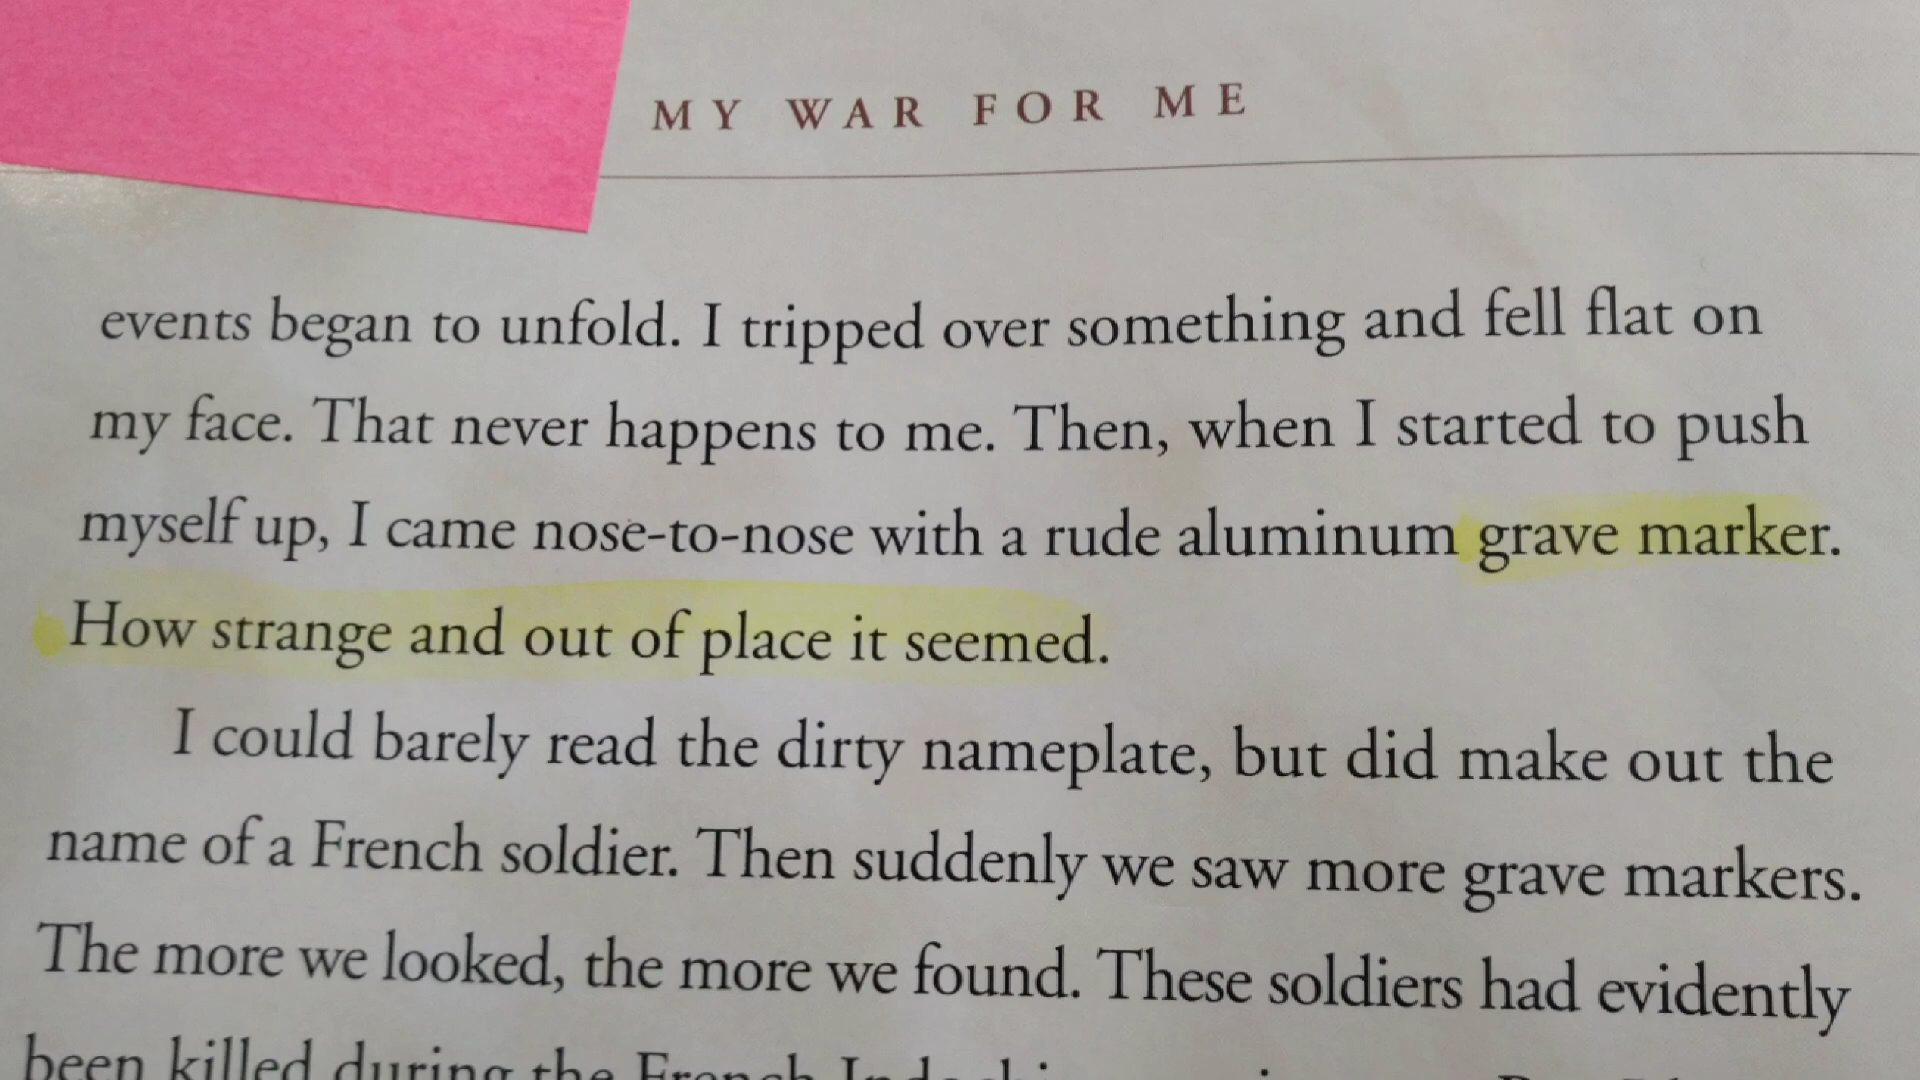 MY WAR FOR ME
events began to unfold. I tripped over something and fell flat on
my face. That never happens to me. Then, when I started to push
myself up, I came nose-to-nose with a rude aluminum grave marker.
How strange and out of place it seemed.
I could barely read the dirty nameplate, but did make out the
name of a French soldier. Then suddenly we saw more grave markers.
The more we looked, the more we found. These soldiers had evidently
been killed during the French